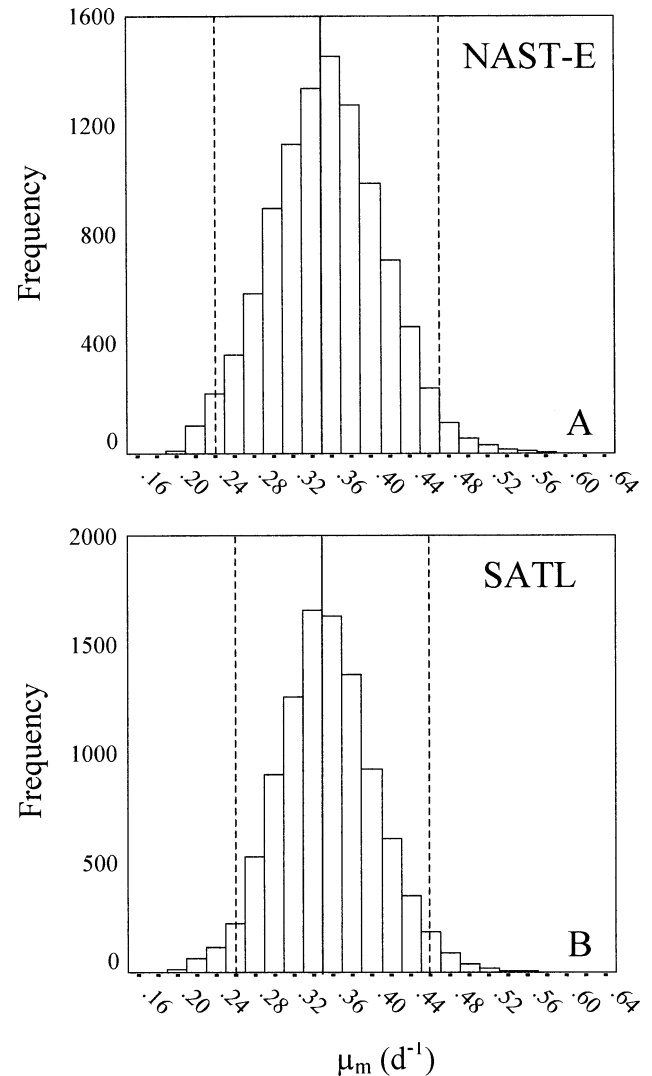 1600
NAST-E
1200
Frequency
800
400
A
0
.16 .20 .24 .28 .32 .36 .40 .44 .48 .52 .56 .60 .64
2000
SATL
1500
Frequency
1000
500
B
0
.16 .20 .24 .28 .32 .36 .40 .44 .48 .52 .56 .60 .64
μm (d-1)